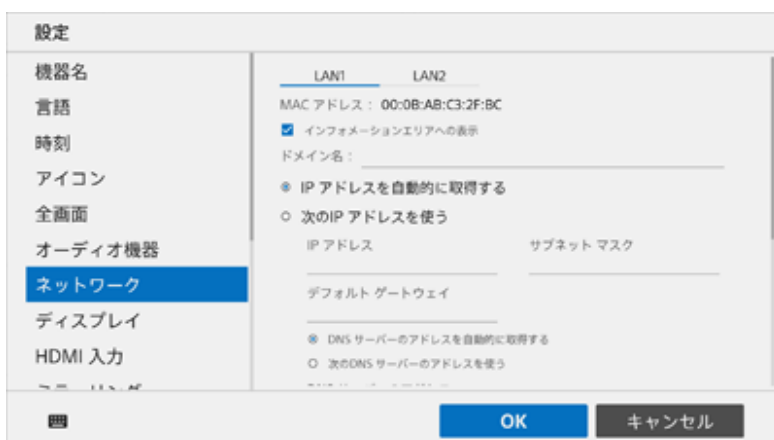 設定
機器名
言語
時刻
アイコン
全画面
オーディオ機器
ネットワーク
ディスプレイ
HDMI 入力
LAN1 LAN2
MAC アドレス : 00:0B:AB:C3:2F:BC
インフォメーションエリアへの表示
ドメイン名 :
IP アドレスを自動的に取得する
次のIP アドレスを使う
IP アドレス サブネット マスク
デフォルト ゲートウェイ
DNS サーバーのアドレスを自動的に取得する
次のDNS サーバーのアドレスを使う
OK キャンセル